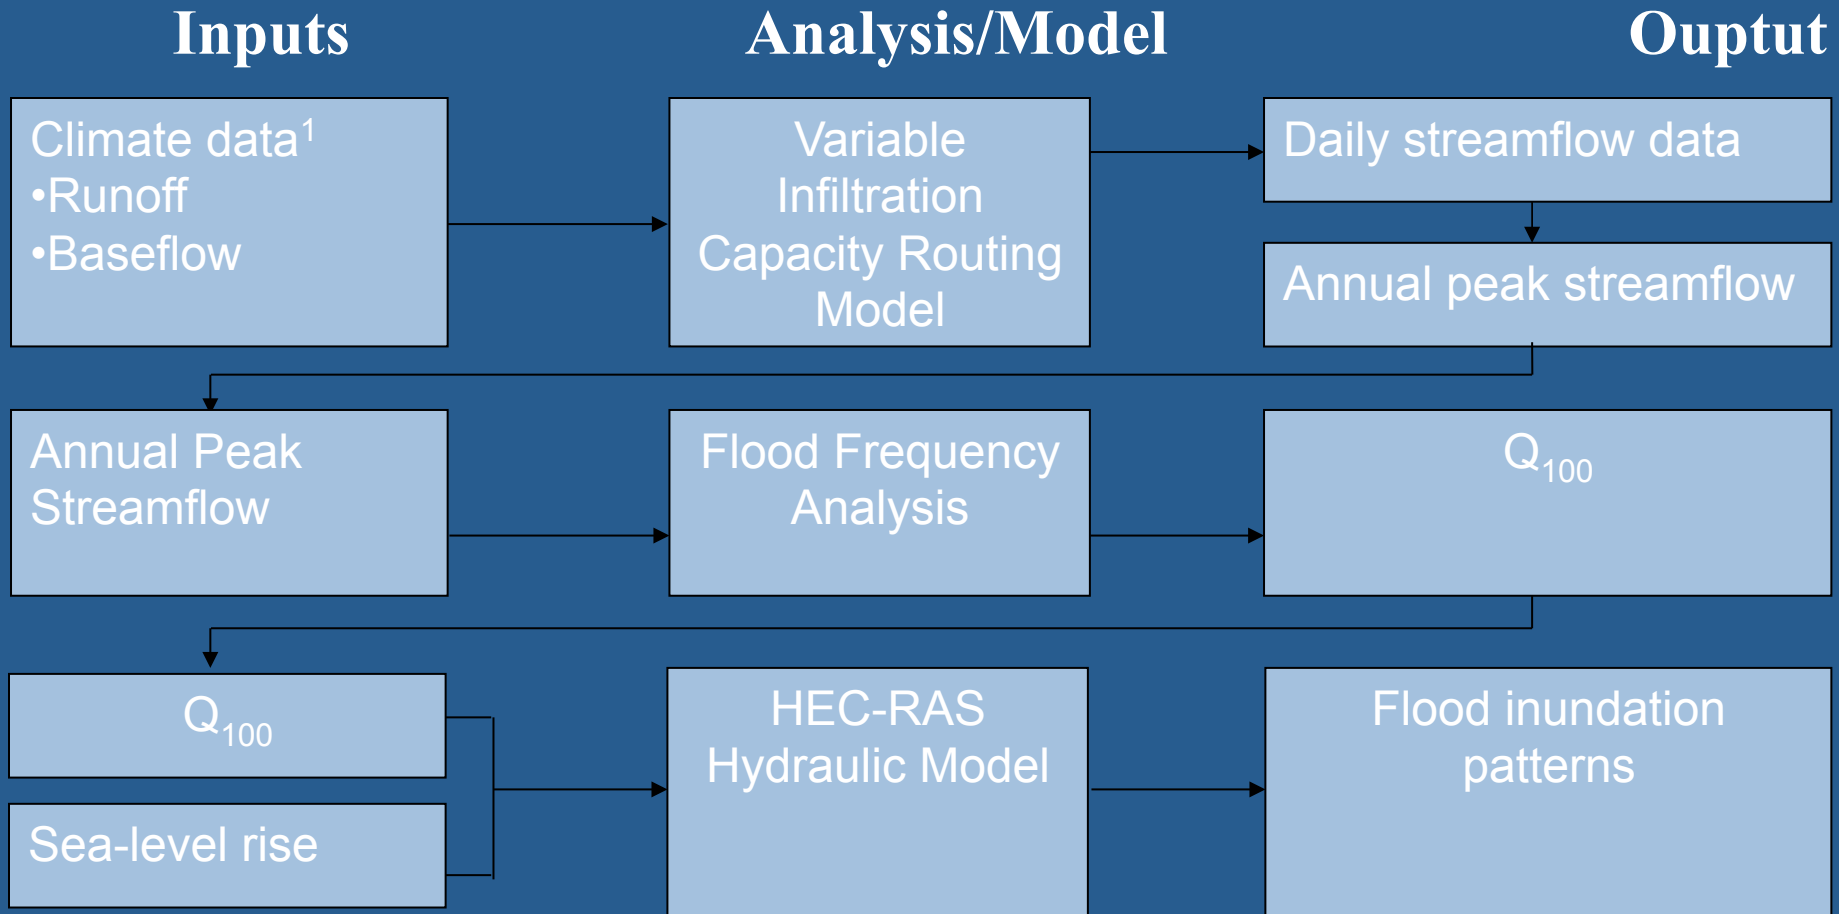 Inputs
Analysis/Model
Ouptut
Climate data¹
•Runoff
•Baseflow
Variable
Infiltration
Capacity Routing
Model
Daily streamflow data
Annual peak streamflow
Annual Peak
Streamflow
Flood Frequency
Analysis
Q₁₀₀
Q₁₀₀
Sea-level rise
HEC-RAS
Hydraulic Model
Flood inundation
patterns